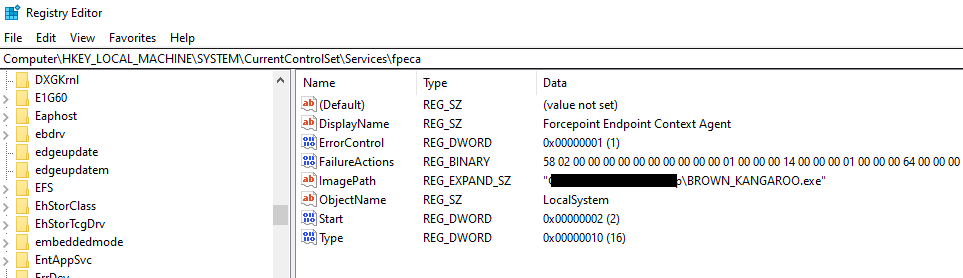 Registry Editor
File Edit View Favorites Help
Computer\HKEY_LOCAL_MACHINE\SYSTEM\CurrentControlSet\Services\fpeca
DXGKrnl
E1G60
Eaphost
ebdrv
edgeupdate
edgeupdatem
EFS
EhStorClass
EhStorTcgDrv
embeddedmode
EntAppSvc
ErrDev
Name Type Data
(Default) REG_SZ (value not set)
DisplayName REG_SZ Forcepoint Endpoint Context Agent
ErrorControl REG_DWORD 0x00000001 (1)
FailureActions REG_BINARY 58 02 00 00 00 00 00 00 00 00 00 00 01 00 00 00 14 00 00 00 01 00 00 00 64 00 00 00
ImagePath REG_EXPAND_SZ \BROWN_KANGAROO.exe"
ObjectName REG_SZ LocalSystem
Start REG_DWORD 0x00000002 (2)
Type REG_DWORD 0x00000010 (16)